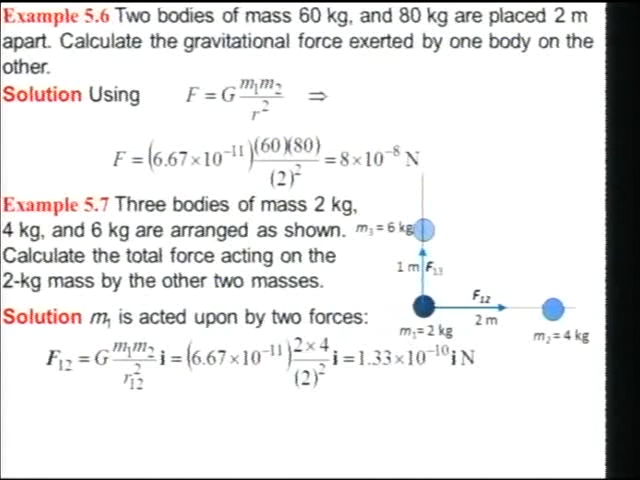 Example 5.6 Two bodies of mass 60 kg, and 80 kg are placed 2 m
apart. Calculate the gravitational force exerted by one body on the
other.
Solution Using F = G m₁m₂ / r² ⇒
F = (6.67×10⁻¹¹) (60)(80) / (2)² = 8×10⁻⁸ N
Example 5.7 Three bodies of mass 2 kg,
4 kg, and 6 kg are arranged as shown.
Calculate the total force acting on the
2-kg mass by the other two masses.
m₃ = 6 kg
1 m F₁₃
F₁₂
2 m
m₁ = 2 kg
m₂ = 4 kg
Solution m₁ is acted upon by two forces:
F₁₂ = G m₁m₂ / r₁₂² i = (6.67×10⁻¹¹) 2×4 / (2)² i = 1.33×10⁻¹⁰ i N